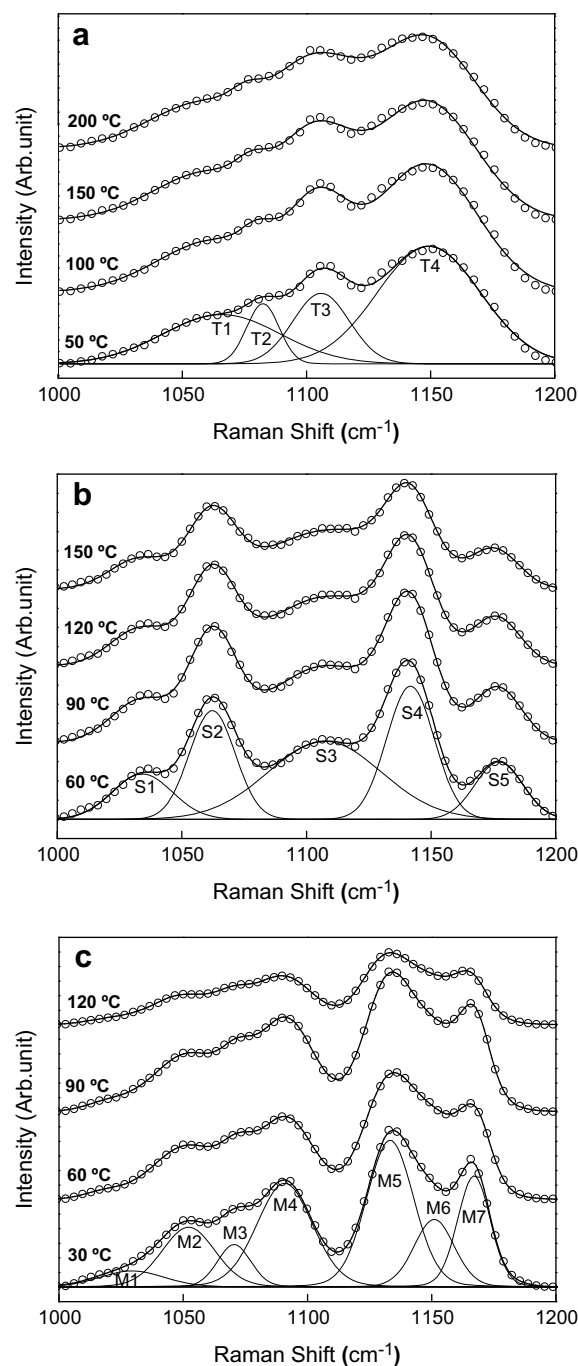 a
200 ºC
150 ºC
100 ºC
50 ºC
T1
T2
T3
T4
Intensity (Arb.unit)
1000 1050 1100 1150 1200
Raman Shift (cm-1)
b
150 ºC
120 ºC
90 ºC
60 ºC
S1
S2
S3
S4
S5
Intensity (Arb.unit)
1000 1050 1100 1150 1200
Raman Shift (cm-1)
c
120 ºC
90 ºC
60 ºC
30 ºC
M1
M2
M3
M4
M5
M6
M7
Intensity (Arb.unit)
1000 1050 1100 1150 1200
Raman Shift (cm-1)